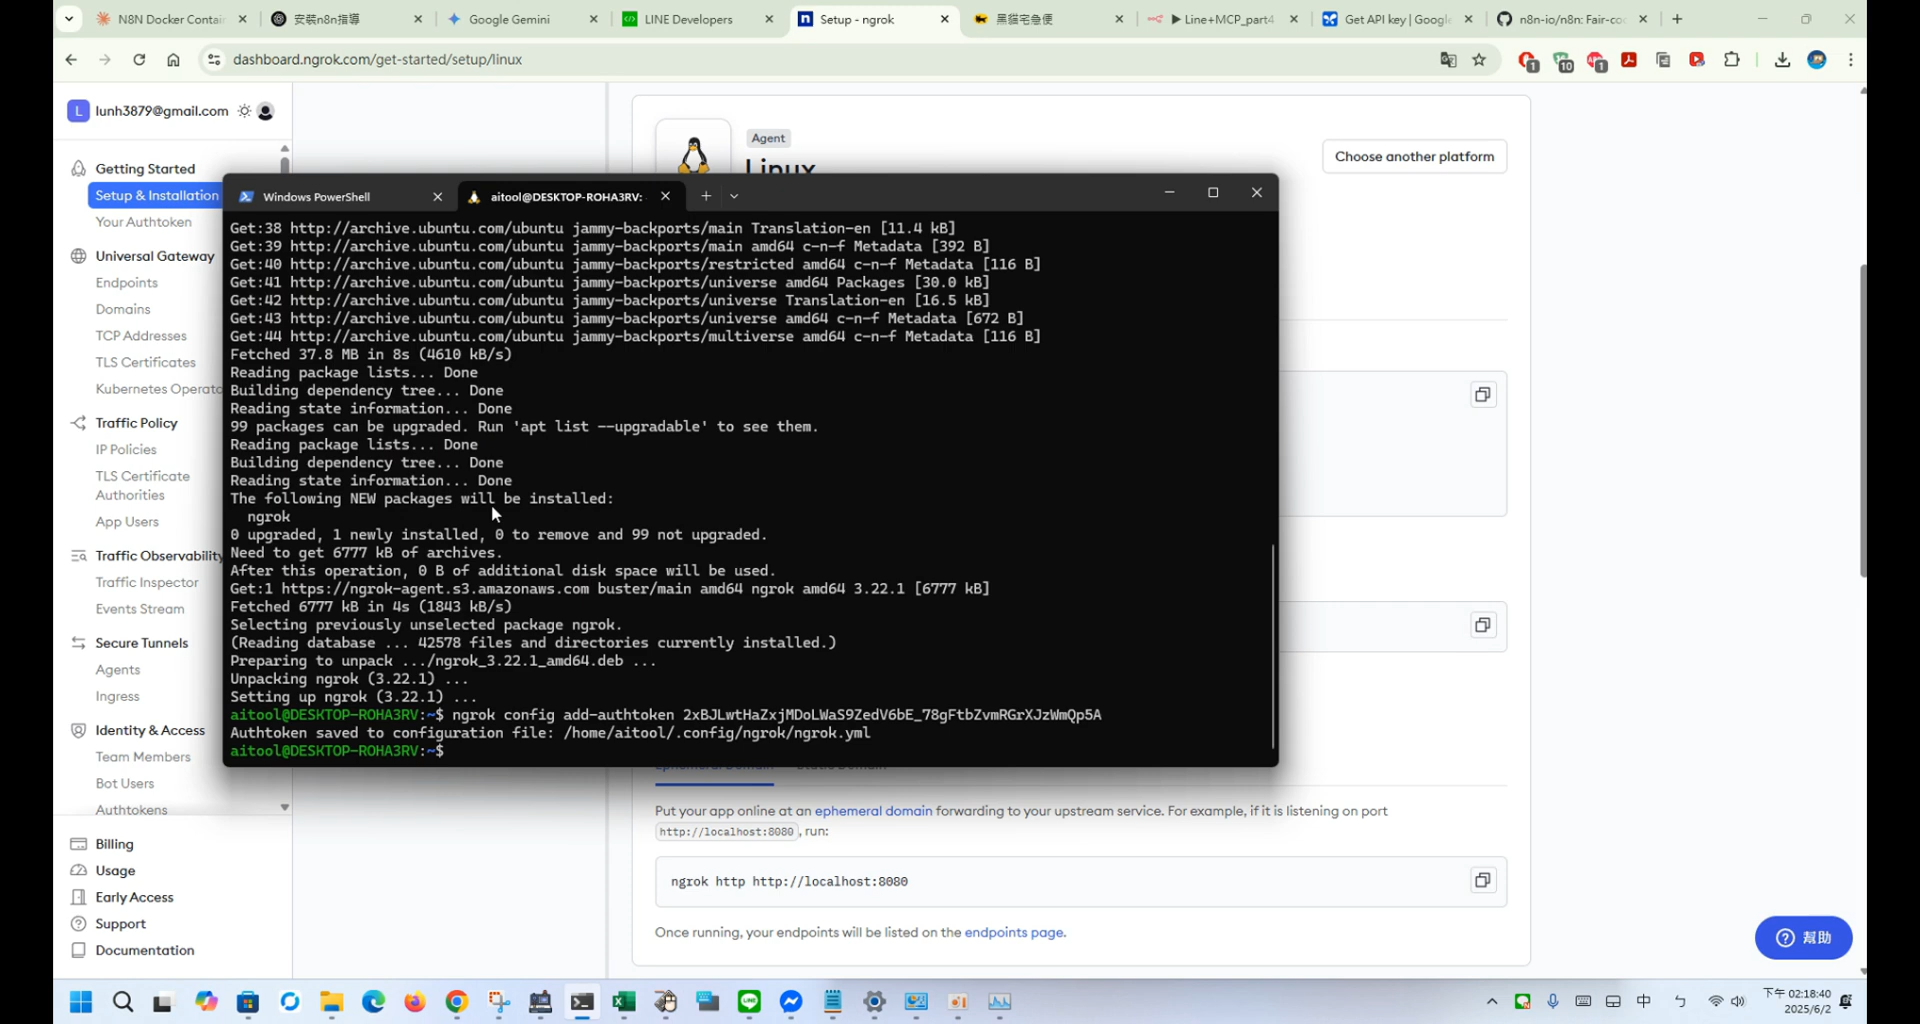 N8N Docker Contai
安裝n8n指導
Google Gemini
LINE Developers
Setup - ngrok
黑貓宅急便
▶ Line+MCP_part4
Get API key | Google
n8n-io/n8n: Fair-co
dashboard.ngrok.com/get-started/setup/linux
1
10
1
L
lunh3879@gmail.com
Getting Started
Setup & Installation
Your Authtoken
Universal Gateway
Endpoints
Domains
TCP Addresses
TLS Certificates
Kubernetes Operato
Traffic Policy
IP Policies
TLS Certificate
Authorities
App Users
Traffic Observability
Traffic Inspector
Events Stream
Secure Tunnels
Agents
Ingress
Identity & Access
Team Members
Bot Users
Authtokens
Billing
Usage
Early Access
Support
Documentation
Agent
Linux
Choose another platform
Windows PowerShell
aitool@DESKTOP-ROHA3RV:
Get:38 http://archive.ubuntu.com/ubuntu jammy-backports/main Translation-en [11.4 kB]
Get:39 http://archive.ubuntu.com/ubuntu jammy-backports/main amd64 c-n-f Metadata [392 B]
Get:40 http://archive.ubuntu.com/ubuntu jammy-backports/restricted amd64 c-n-f Metadata [116 B]
Get:41 http://archive.ubuntu.com/ubuntu jammy-backports/universe amd64 Packages [30.0 kB]
Get:42 http://archive.ubuntu.com/ubuntu jammy-backports/universe Translation-en [16.5 kB]
Get:43 http://archive.ubuntu.com/ubuntu jammy-backports/universe amd64 c-n-f Metadata [672 B]
Get:44 http://archive.ubuntu.com/ubuntu jammy-backports/multiverse amd64 c-n-f Metadata [116 B]
Fetched 37.8 MB in 8s (4610 kB/s)
Reading package lists... Done
Building dependency tree... Done
Reading state information... Done
99 packages can be upgraded. Run 'apt list --upgradable' to see them.
Reading package lists... Done
Building dependency tree... Done
Reading state information... Done
The following NEW packages will be installed:
ngrok
0 upgraded, 1 newly installed, 0 to remove and 99 not upgraded.
Need to get 6777 kB of archives.
After this operation, 0 B of additional disk space will be used.
Get:1 https://ngrok-agent.s3.amazonaws.com buster/main amd64 ngrok amd64 3.22.1 [6777 kB]
Fetched 6777 kB in 4s (1843 kB/s)
Selecting previously unselected package ngrok.
(Reading database ... 42578 files and directories currently installed.)
Preparing to unpack .../ngrok_3.22.1_amd64.deb ...
Unpacking ngrok (3.22.1) ...
Setting up ngrok (3.22.1) ...
aitool@DESKTOP-ROHA3RV:~$ ngrok config add-authtoken 2xBJLwtHaZxjMDoLWaS9ZedV6bE_78gFtbZvmRGrXJzWmQp5A
Authtoken saved to configuration file: /home/aitool/.config/ngrok/ngrok.yml
aitool@DESKTOP-ROHA3RV:~$
Put your app online at an ephemeral domain forwarding to your upstream service. For example, if it is listening on port
http://localhost:8080 , run:
ngrok http http://localhost:8080
Once running, your endpoints will be listed on the endpoints page.
幫助
中
下午 02:18:40
2025/6/2